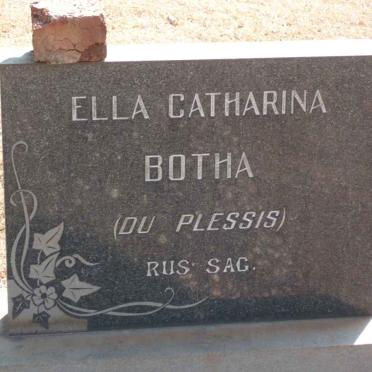 ELLA CATHARINA
BOTHA
(DU PLESSIS)
RUS SAG.